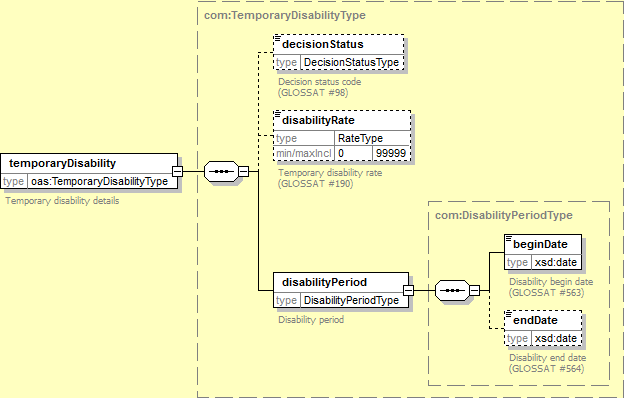 com:TemporaryDisabilityType
decisionStatus
type DecisionStatusType
Decision status code
(GLOSSAT #98)
disabilityRate
type RateType
min/maxIncl 0 99999
Temporary disability rate
(GLOSSAT #190)
temporaryDisability
type oas:TemporaryDisabilityType
Temporary disability details
com:DisabilityPeriodType
disabilityPeriod
type DisabilityPeriodType
Disability period
beginDate
type xsd:date
Disability begin date
(GLOSSAT #563)
endDate
type xsd:date
Disability end date
(GLOSSAT #564)